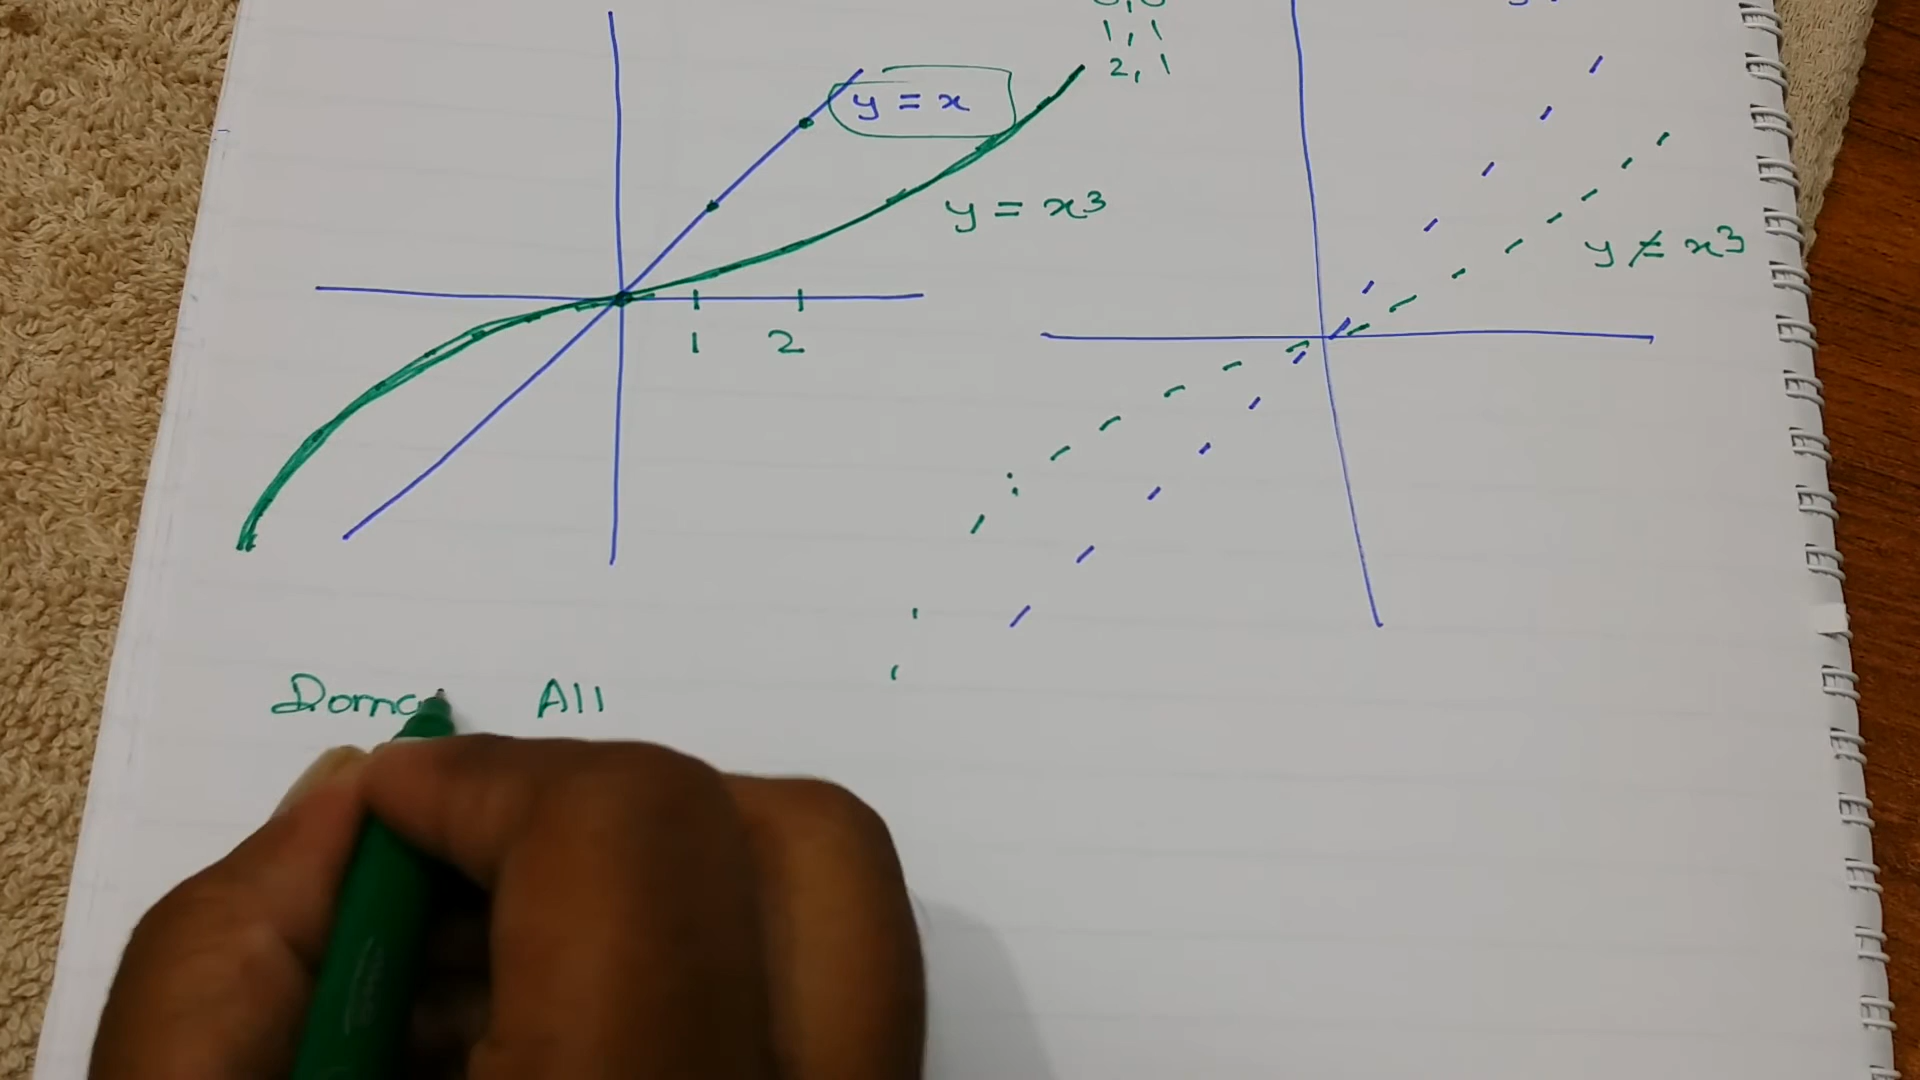 1,1
2,1
y = x
y = x3
y ≠ x3
1 2
All